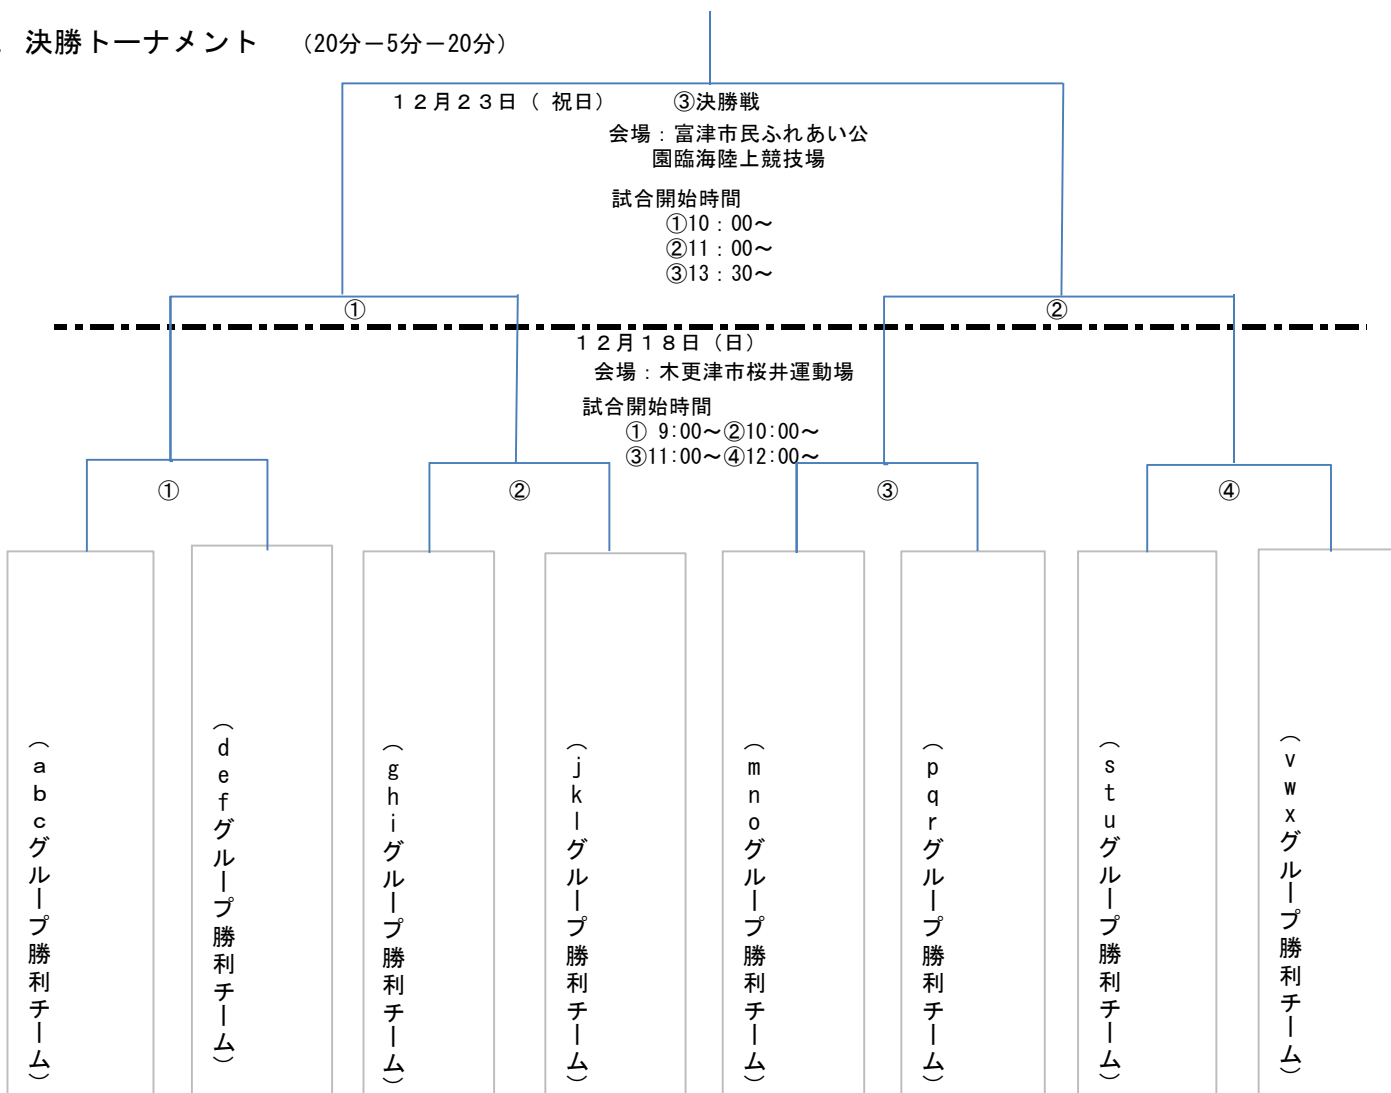 決勝トーナメント （20分－5分－20分）
１２月２３日（ 祝日） ③決勝戦
会場：富津市民ふれあい公
園臨海陸上競技場
試合開始時間
①10：00～
②11：00～
③13：30～
① ②
１２月１８日（日）
会場：木更津市桜井運動場
試合開始時間
① 9:00～②10:00～
③11:00～④12:00～
① ② ③ ④
（ａｂｃグループ勝利チーム）
（ｄｅｆグループ勝利チーム）
（ｇｈｉグループ勝利チーム）
（ｊｋｌグループ勝利チーム）
（ｍｎｏグループ勝利チーム）
（ｐｑｒグループ勝利チーム）
（ｓｔｕグループ勝利チーム）
（ｖｗｘグループ勝利チーム）